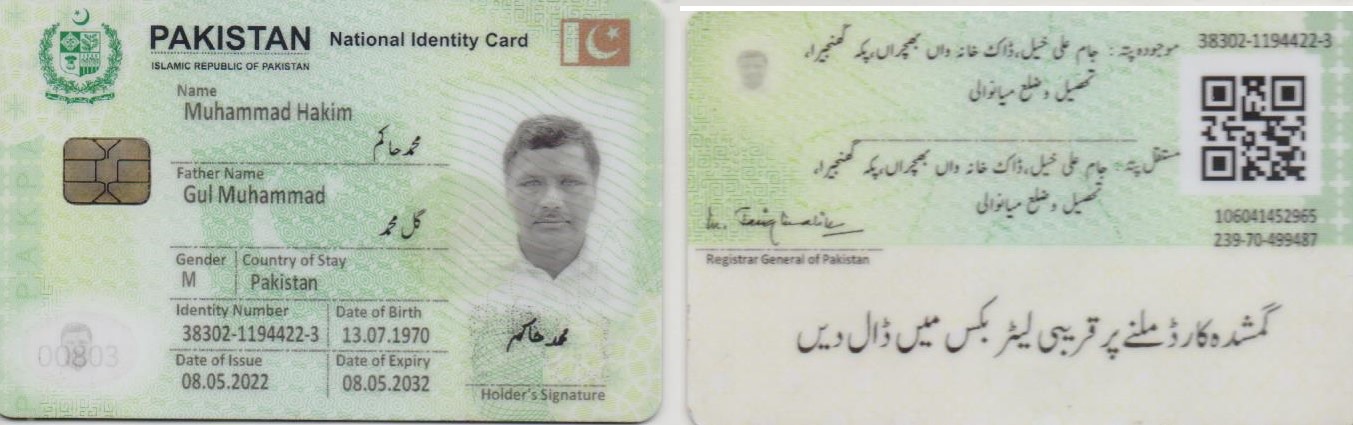 PAKISTAN National Identity Card
ISLAMIC REPUBLIC OF PAKISTAN
Name
Muhammad Hakim
محمد حاکم
Father Name
Gul Muhammad
گل محمد
Gender Country of Stay
M Pakistan
Identity Number Date of Birth
38302-1194422-3 13.07.1970
Date of Issue Date of Expiry
08.05.2022 08.05.2032
00803
محمد حاکم
Holder's Signature
موجودہ پتہ: جام علی خیل، ڈاک خانہ واں بھچراں، پکہ گھنجیرا،
تحصیل و ضلع میانوالی
38302-1194422-3
مستقل پتہ: جام علی خیل، ڈاک خانہ واں بھچراں، پکہ گھنجیرا،
تحصیل و ضلع میانوالی
106041452965
239-70-499487
Registrar General of Pakistan
گمشدہ کارڈ ملنے پر قریبی لیٹر بکس میں ڈال دیں